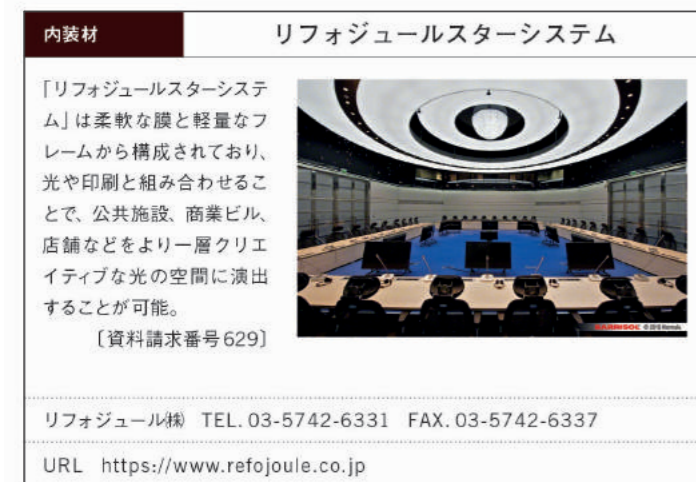 内装材
リフォジュールスターシステム
「リフォジュールスターシステ
ム」は柔軟な膜と軽量なフ
レームから構成されており、
光や印刷と組み合わせるこ
とで、公共施設、商業ビル、
店舗などをより一層クリエ
イティブな光の空間に演出
することが可能。
〔資料請求番号629〕
リフォジュール㈱ TEL. 03-5742-6331 FAX. 03-5742-6337
URL https://www.refojoule.co.jp